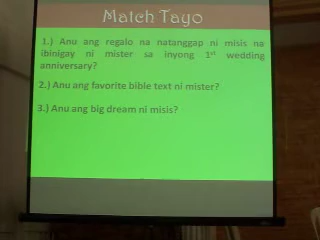 Match Tayo
1.) Anu ang regalo na natanggap ni misis na
ibinigay ni mister sa inyong 1st wedding
anniversary?
2.) Anu ang favorite bible text ni mister?
3.) Anu ang big dream ni misis?